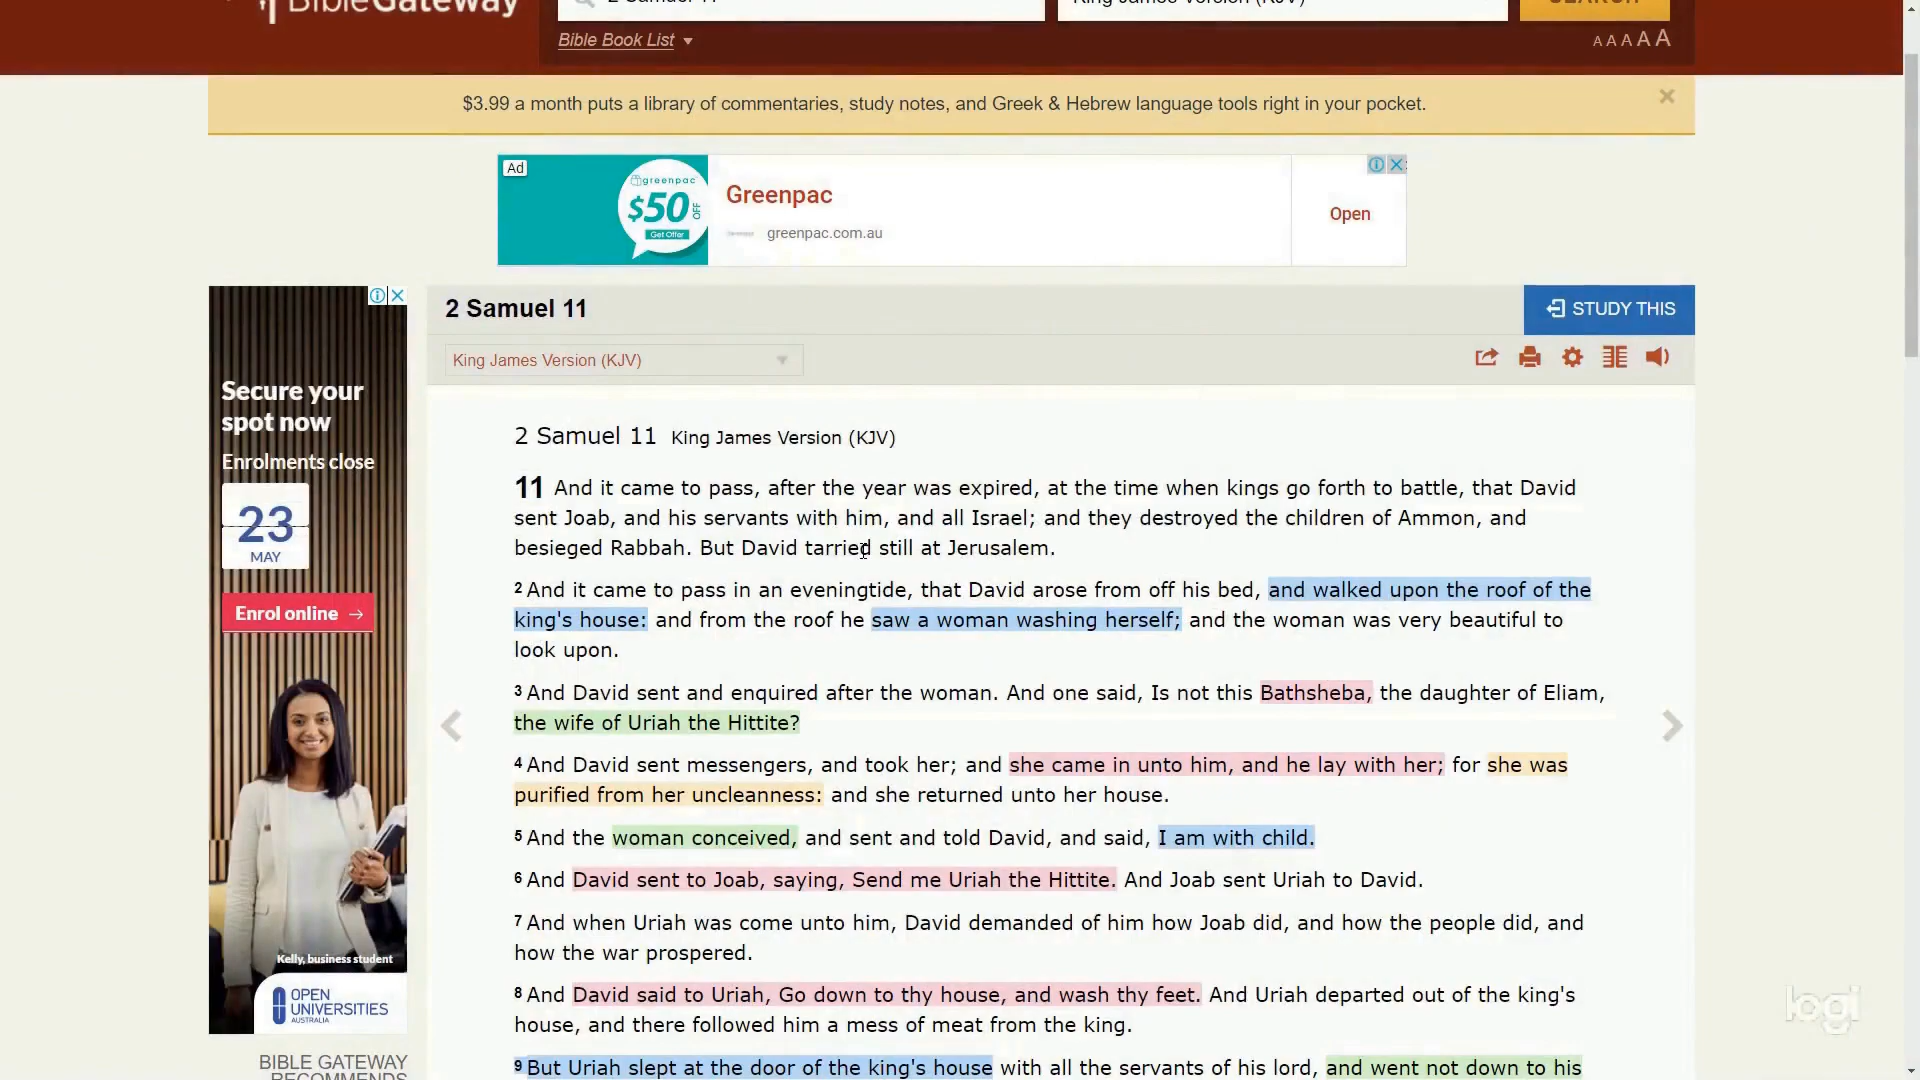 BibleGateway
2 Samuel 11
King James Version (KJV)
SEARCH
Bible Book List
A A A A A
$3.99 a month puts a library of commentaries, study notes, and Greek & Hebrew language tools right in your pocket.
Ad
greenpac
$50 OFF
Get Offer
Greenpac
greenpac.com.au
Open
Secure your
spot now
Enrolments close
23
MAY
Enrol online →
Kelly, business student
OPEN
UNIVERSITIES
AUSTRALIA
BIBLE GATEWAY
RECOMMENDS
2 Samuel 11
STUDY THIS
King James Version (KJV)
2 Samuel 11 King James Version (KJV)
11 And it came to pass, after the year was expired, at the time when kings go forth to battle, that David
sent Joab, and his servants with him, and all Israel; and they destroyed the children of Ammon, and
besieged Rabbah. But David tarried still at Jerusalem.
2 And it came to pass in an eveningtide, that David arose from off his bed, and walked upon the roof of the
king's house: and from the roof he saw a woman washing herself; and the woman was very beautiful to
look upon.
3 And David sent and enquired after the woman. And one said, Is not this Bathsheba, the daughter of Eliam,
the wife of Uriah the Hittite?
4 And David sent messengers, and took her; and she came in unto him, and he lay with her; for she was
purified from her uncleanness: and she returned unto her house.
5 And the woman conceived, and sent and told David, and said, I am with child.
6 And David sent to Joab, saying, Send me Uriah the Hittite. And Joab sent Uriah to David.
7 And when Uriah was come unto him, David demanded of him how Joab did, and how the people did, and
how the war prospered.
8 And David said to Uriah, Go down to thy house, and wash thy feet. And Uriah departed out of the king's
house, and there followed him a mess of meat from the king.
9 But Uriah slept at the door of the king's house with all the servants of his lord, and went not down to his
logi